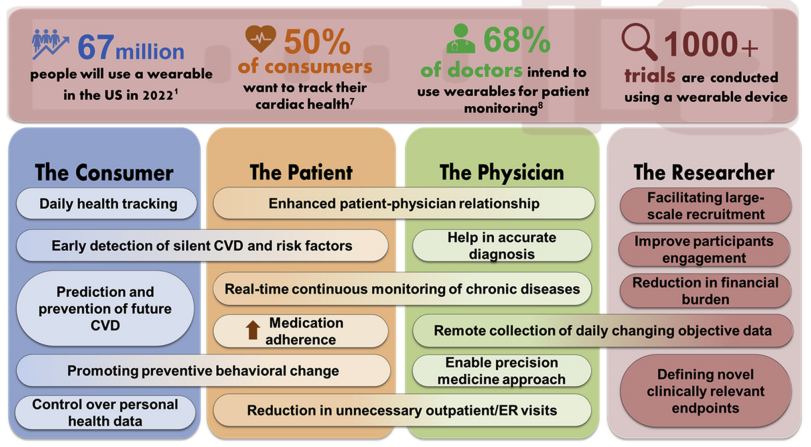 67 million
people will use a wearable
in the US in 2022¹
50%
of consumers
want to track their
cardiac health⁷
68%
of doctors intend to
use wearables for patient
monitoring⁸
1000+
trials are conducted
using a wearable device
The Consumer
The Patient
The Physician
The Researcher
Daily health tracking
Enhanced patient-physician relationship
Facilitating large-
scale recruitment
Early detection of silent CVD and risk factors
Help in accurate
diagnosis
Improve participants
engagement
Prediction and
prevention of future
CVD
Real-time continuous monitoring of chronic diseases
Reduction in financial
burden
Medication
adherence
Remote collection of daily changing objective data
Promoting preventive behavioral change
Enable precision
medicine approach
Defining novel
clinically relevant
endpoints
Control over personal
health data
Reduction in unnecessary outpatient/ER visits